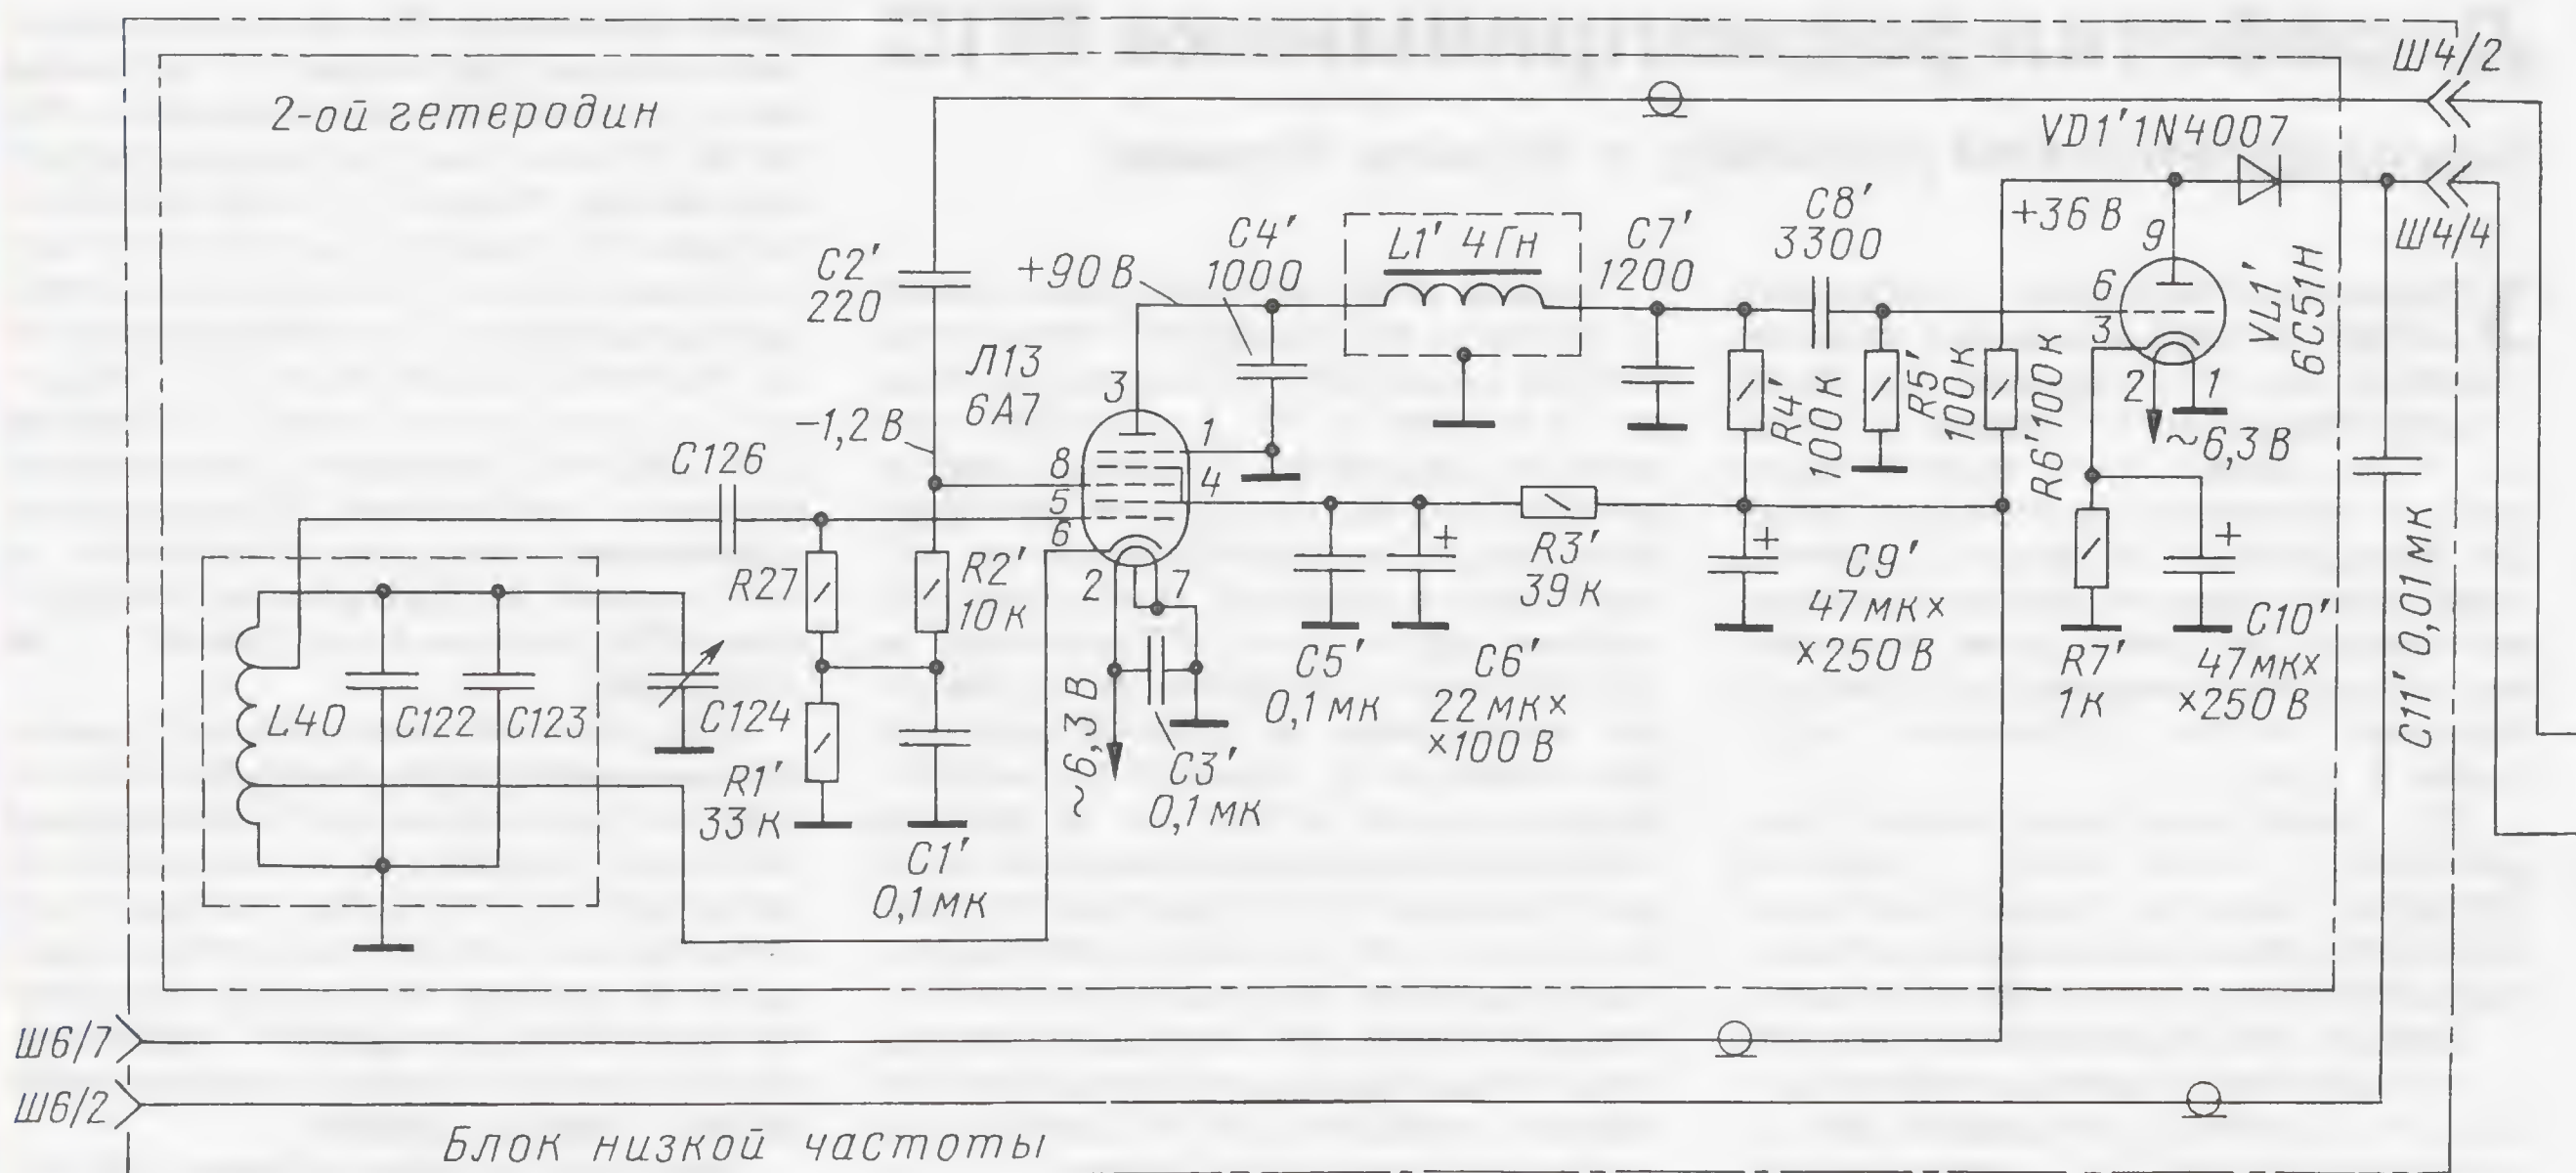 2-ой гетеродин
Ш4/2
VD1' 1N4007
+36 В
Ш4/4
C2'
220
+90 В
C4'
1000
L1' 4 Гн
C7'
1200
C8'
3300
9
6
3
2
1
VL1'
6С51Н
~6,3 В
Л13
6А7
3
-1,2 В
1
8
4
5
6
2
7
C126
R4'
100 к
R5'
100 к
R6' 100 к
R27
R2'
10 к
R3'
39 к
C9'
47 мк×
×250 В
C10'
47 мк×
×250 В
R7'
1 к
C11' 0,01 мк
L40
C122
C123
C124
R1'
33 к
C1'
0,1 мк
~6,3 В
C3'
0,1 мк
C5'
0,1 мк
C6'
22 мк×
×100 В
Ш6/7
Ш6/2
Блок низкой частоты